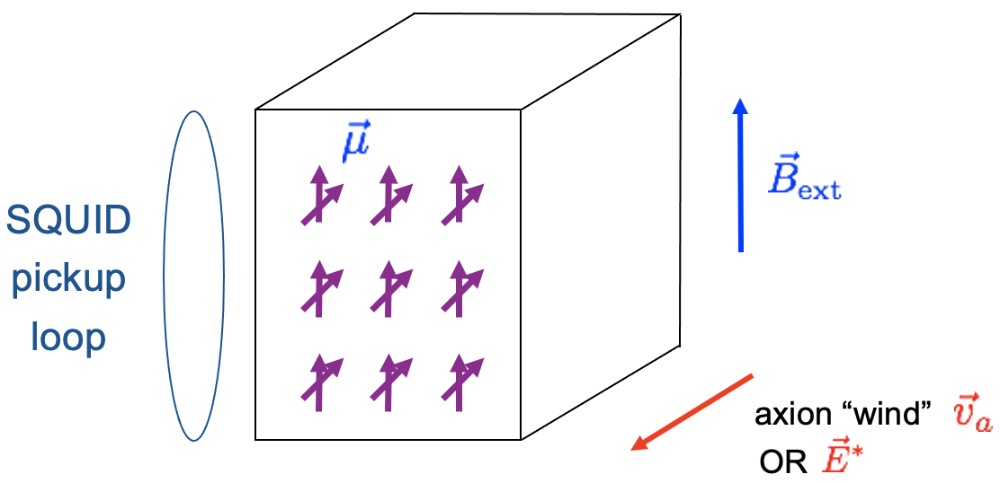 μ⃗
SQUID
pickup
loop
B⃗ext
axion “wind” v⃗a
OR E⃗*